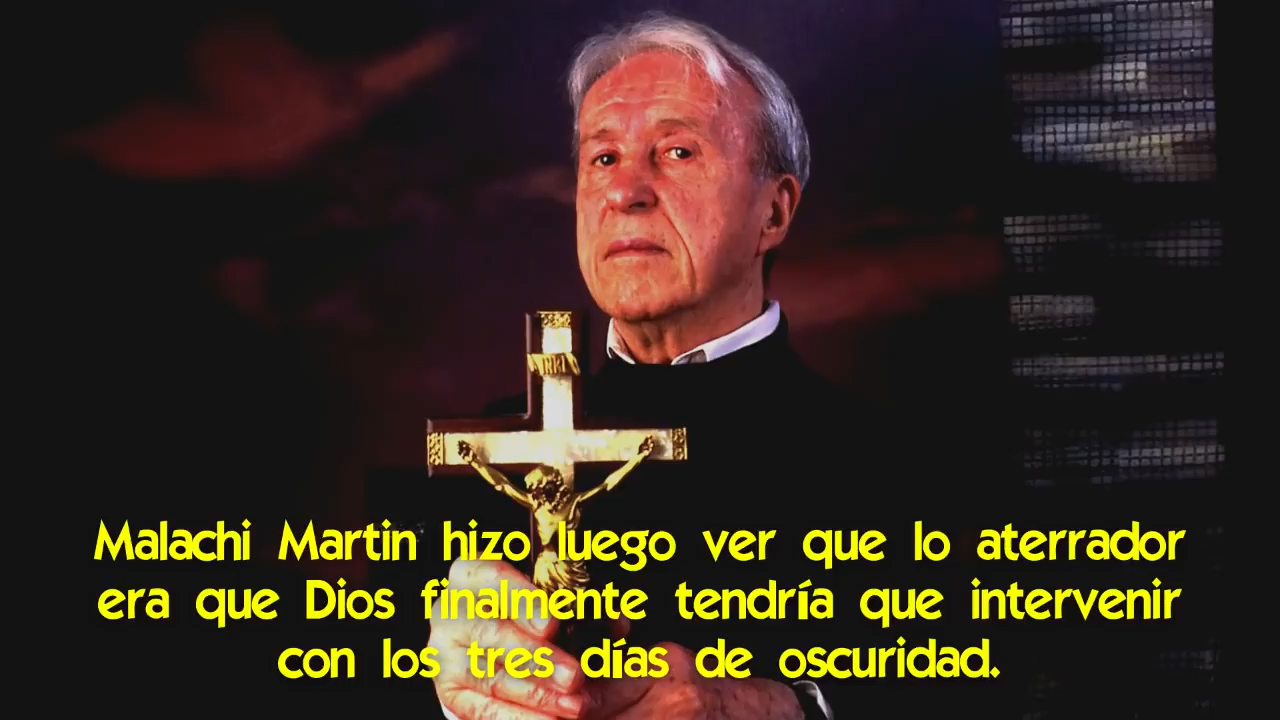 INRI
Malachi Martin hizo luego ver que lo aterrador
era que Dios finalmente tendría que intervenir
con los tres días de oscuridad.